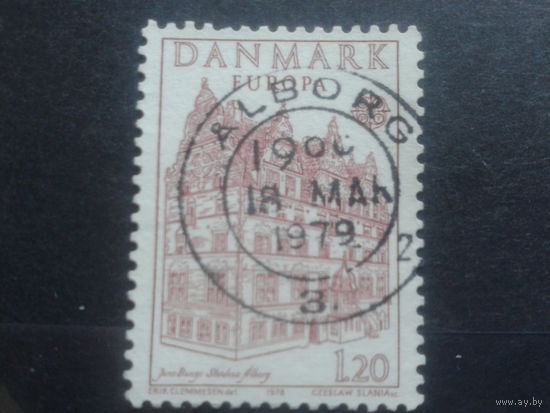 DANMARK
EUROPA
ALBORG
1900
18 MAR
1979
2
3.
Jens Bangs Stenhus Ålborg
1.20
ERIK CLEMMESEN del. 1978 CZESLAW SLANIA sc.
www.ay.by